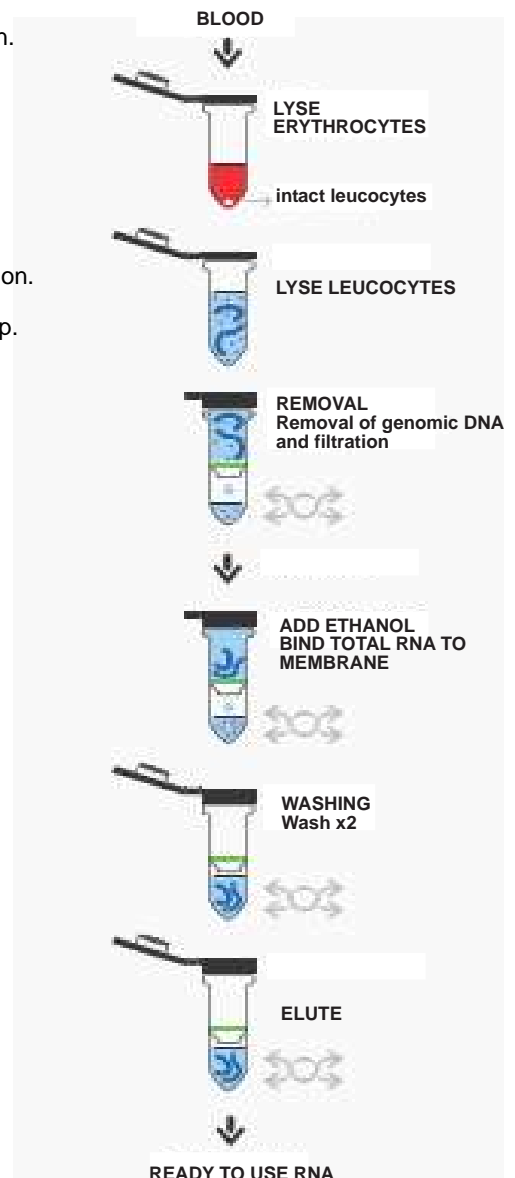 BLOOD
n.
LYSE
ERYTHROCYTES
intact leucocytes
on.
LYSE LEUCOCYTES
p.
REMOVAL
Removal of genomic DNA
and filtration
ADD ETHANOL
BIND TOTAL RNA TO
MEMBRANE
WASHING
Wash x2
ELUTE
READY TO USE RNA